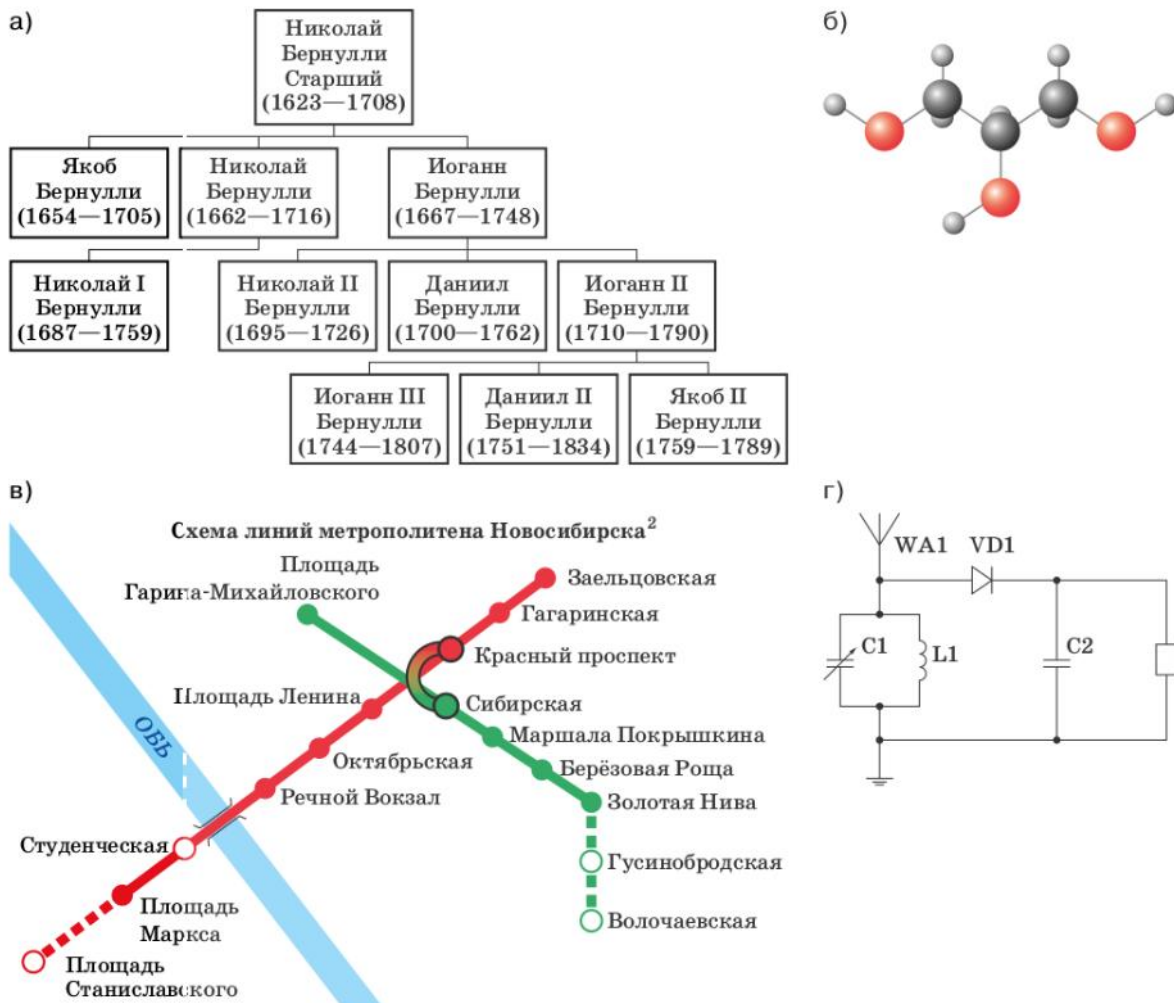 а)
Николай
Бернулли
Старший
(1623—1708)
Якоб
Бернулли
(1654—1705)
Николай
Бернулли
(1662—1716)
Иоганн
Бернулли
(1667—1748)
Николай I
Бернулли
(1687—1759)
Николай II
Бернулли
(1695—1726)
Даниил
Бернулли
(1700—1762)
Иоганн II
Бернулли
(1710—1790)
Иоганн III
Бернулли
(1744—1807)
Даниил II
Бернулли
(1751—1834)
Якоб II
Бернулли
(1759—1789)
б)
в)
Схема линий метрополитена Новосибирска²
Площадь
Гарина-Михайловского
Заельцовская
Гагаринская
Красный проспект
Сибирская
Площадь Ленина
Маршала Покрышкина
Октябрьская
Берёзовая Роща
Речной Вокзал
Золотая Нива
ОБЬ
Студенческая
Гусинобродская
Площадь
Маркса
Волочаевская
Площадь
Станиславского
г)
WA1
VD1
C1
L1
C2